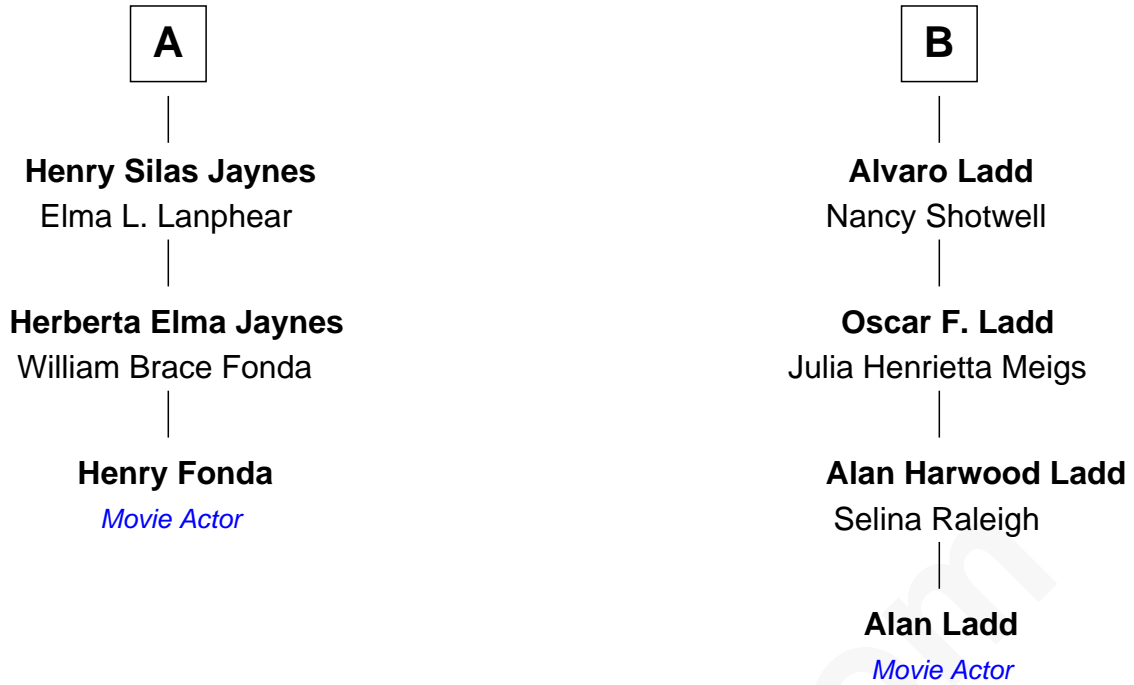 A
Henry Silas Jaynes
Elma L. Lanphear
Herberta Elma Jaynes
William Brace Fonda
Henry Fonda
Movie Actor
B
Alvaro Ladd
Nancy Shotwell
Oscar F. Ladd
Julia Henrietta Meigs
Alan Harwood Ladd
Selina Raleigh
Alan Ladd
Movie Actor
om